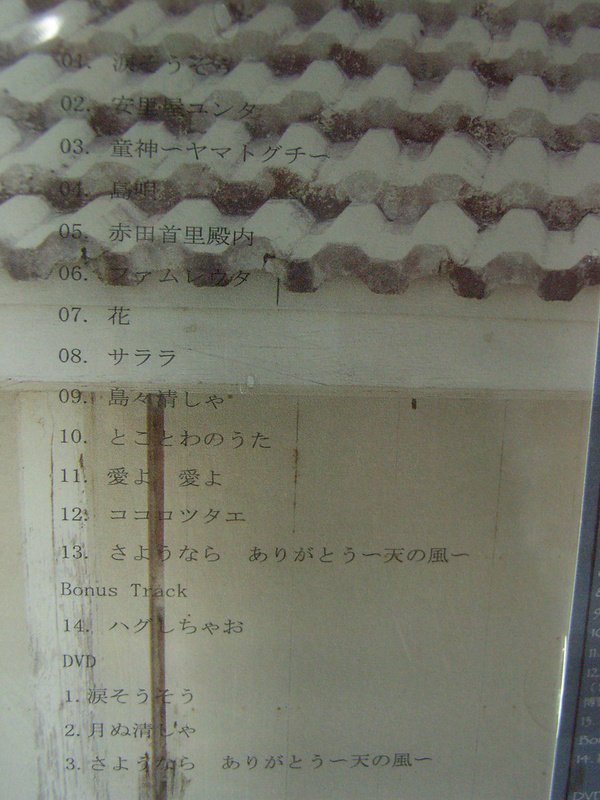 01. 涙そうそう
02. 安里屋ユンタ
03. 童神ーヤマトグチー
04. 島唄
05. 赤田首里殿内
06. ファムレウタ
07. 花
08. サララ
09. 島々清しゃ
10. とことわのうた
11. 愛よ 愛よ
12. ココロツタエ
13. さようなら ありがとうー天の風ー
Bonus Track
14. ハグしちゃお
DVD
1. 涙そうそう
2. 月ぬ清しゃ
3. さようなら ありがとうー天の風ー